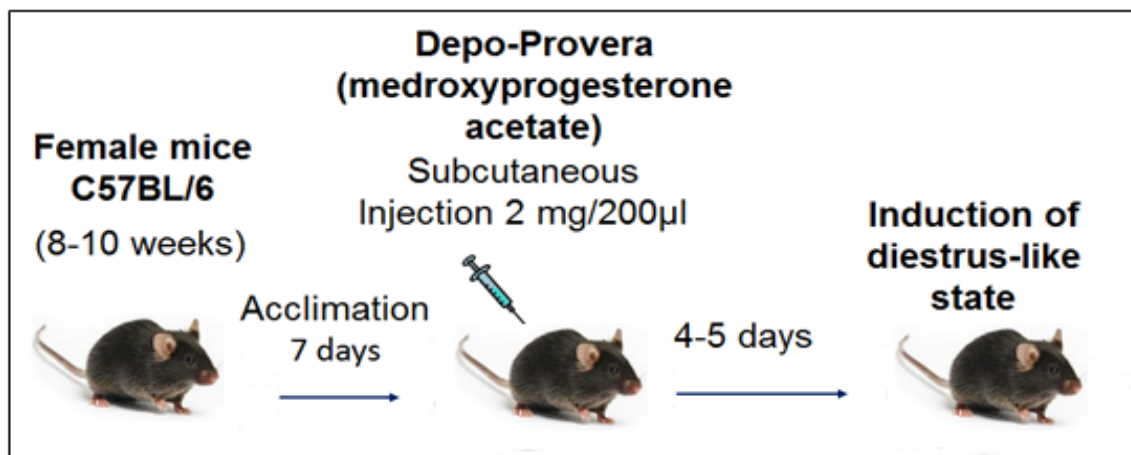 Female mice
C57BL/6
(8-10 weeks)
Acclimation
7 days
Depo-Provera
(medroxyprogesterone
acetate)
Subcutaneous
Injection 2 mg/200µl
4-5 days
Induction of
diestrus-like
state